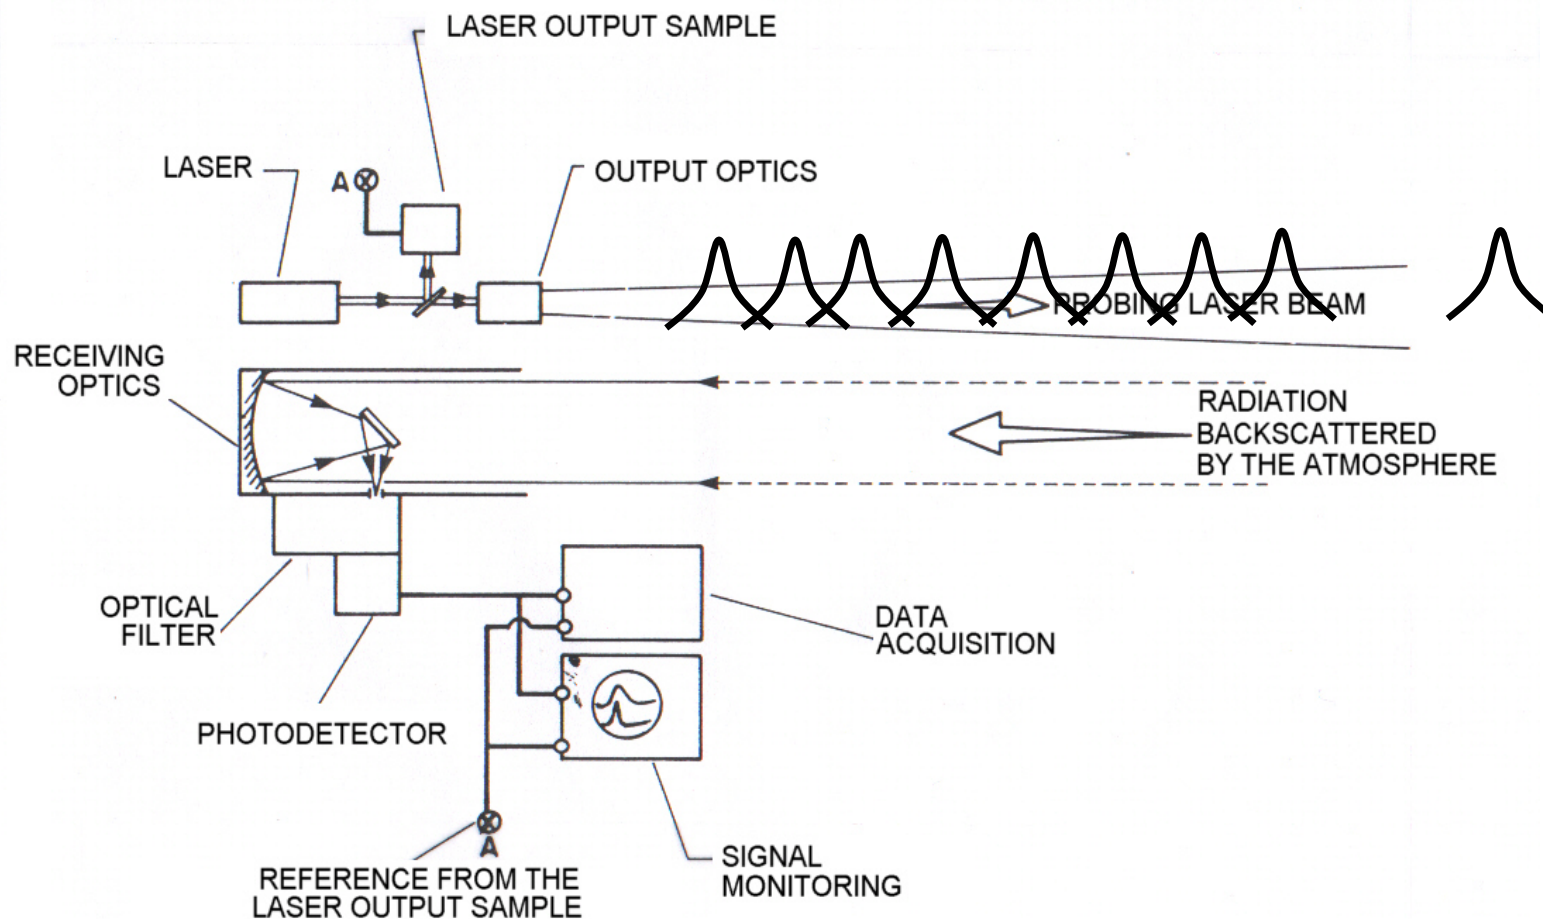 LASER OUTPUT SAMPLE
LASER
A
OUTPUT OPTICS
PROBING LASER BEAM
RECEIVING
OPTICS
RADIATION
BACKSCATTERED
BY THE ATMOSPHERE
OPTICAL
FILTER
DATA
ACQUISITION
PHOTODETECTOR
A
SIGNAL
MONITORING
REFERENCE FROM THE
LASER OUTPUT SAMPLE